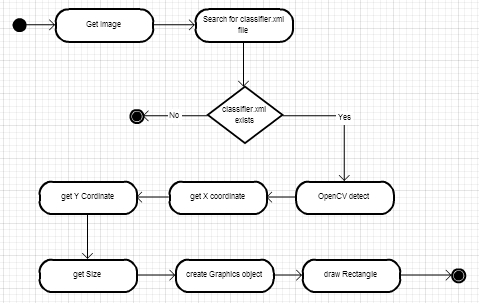 Get Image
Search for classifier.xml
file
classifier.xml
exists
No
Yes
OpenCV detect
get X coordinate
get Y Cordinate
get Size
create Graphics object
draw Rectangle